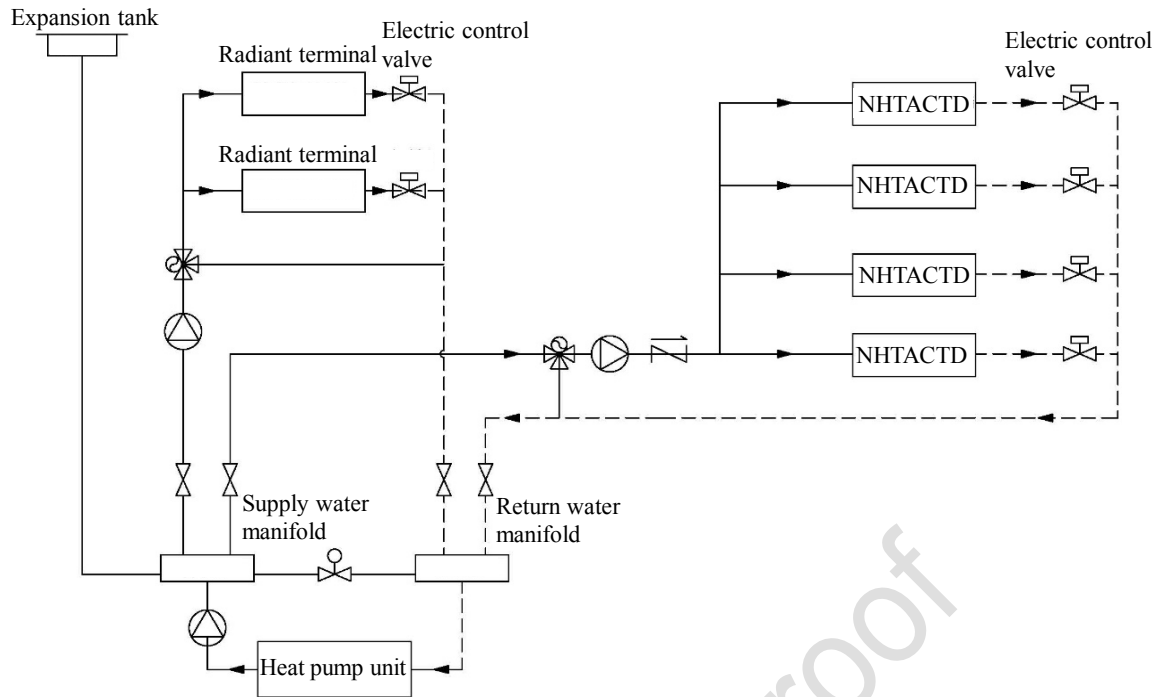 Expansion tank
Radiant terminal
Electric control
valve
Radiant terminal
Electric control
valve
NHTACTD
NHTACTD
NHTACTD
NHTACTD
Supply water
manifold
Return water
manifold
Heat pump unit
roof